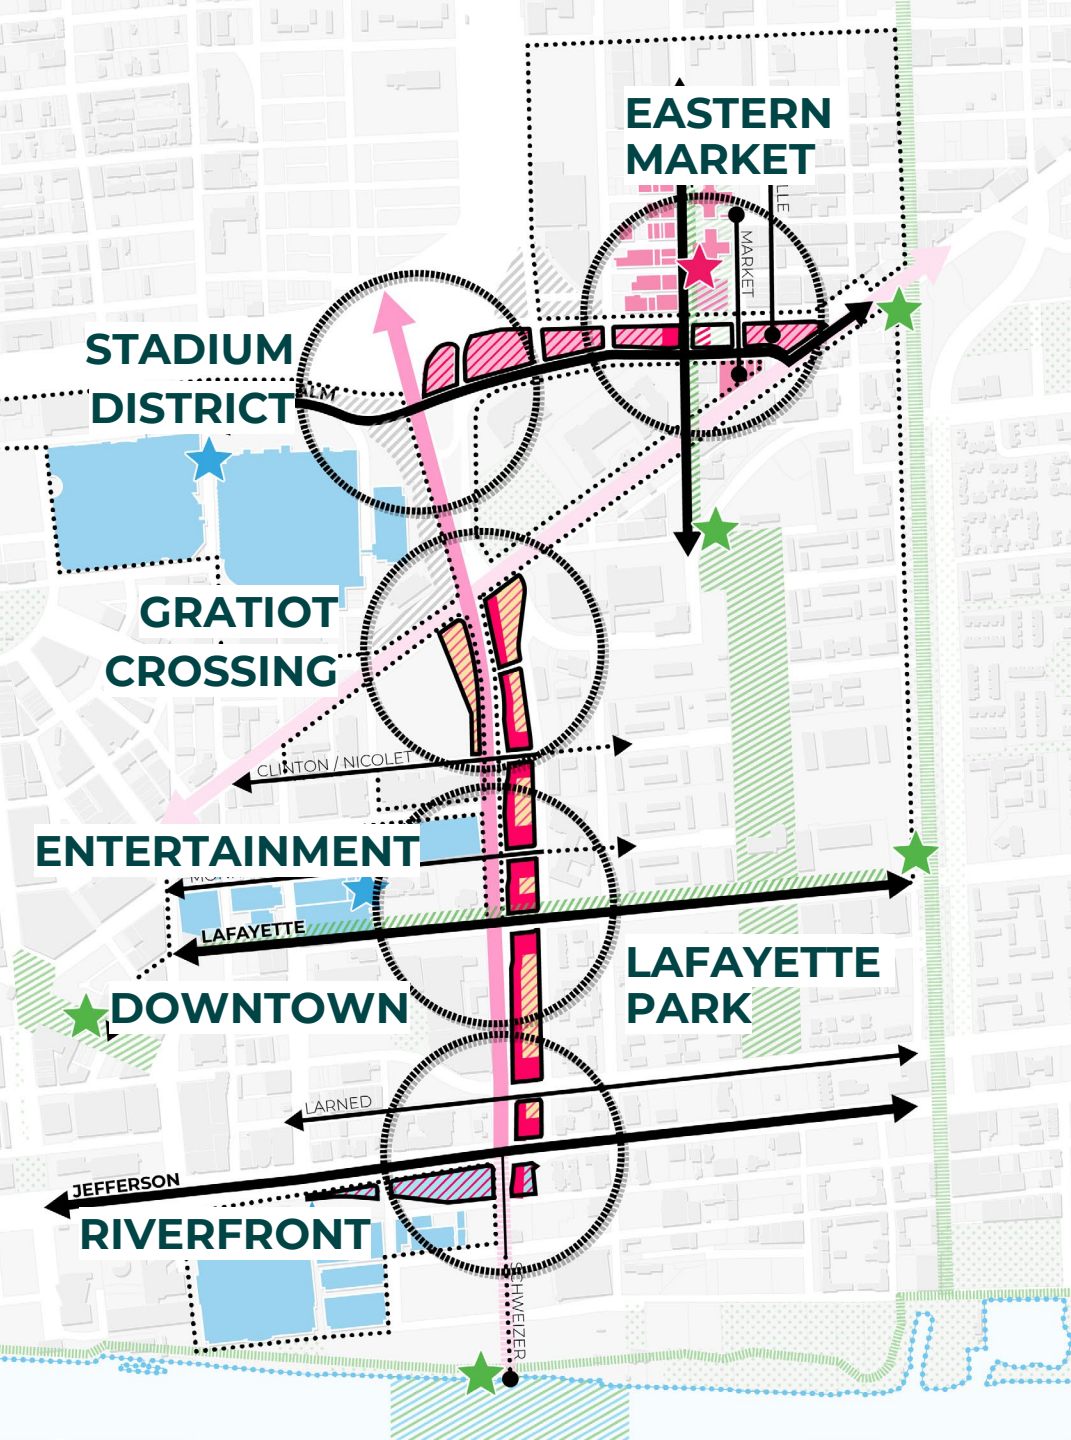 EASTERN
MARKET
MARKET
STADIUM
DISTRICT
GRATIOT
CROSSING
CLINTON / NICOLET
ENTERTAINMENT
LAFAYETTE
LAFAYETTE
PARK
DOWNTOWN
LARNED
JEFFERSON
RIVERFRONT
SCHWEIZER